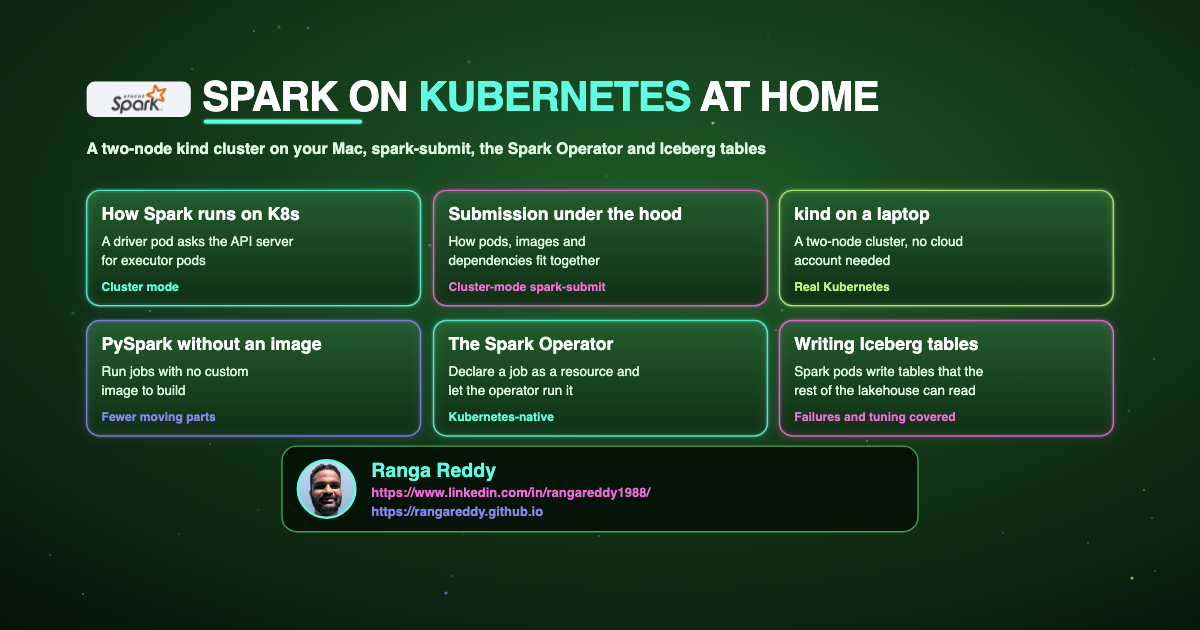 APACHE
Spark
SPARK ON KUBERNETES AT HOME
A two-node kind cluster on your Mac, spark-submit, the Spark Operator and Iceberg tables
How Spark runs on K8s
A driver pod asks the API server
for executor pods
Cluster mode
Submission under the hood
How pods, images and
dependencies fit together
Cluster-mode spark-submit
kind on a laptop
A two-node cluster, no cloud
account needed
Real Kubernetes
PySpark without an image
Run jobs with no custom
image to build
Fewer moving parts
The Spark Operator
Declare a job as a resource and
let the operator run it
Kubernetes-native
Writing Iceberg tables
Spark pods write tables that the
rest of the lakehouse can read
Failures and tuning covered
Ranga Reddy
https://www.linkedin.com/in/rangareddy1988/
https://rangareddy.github.io